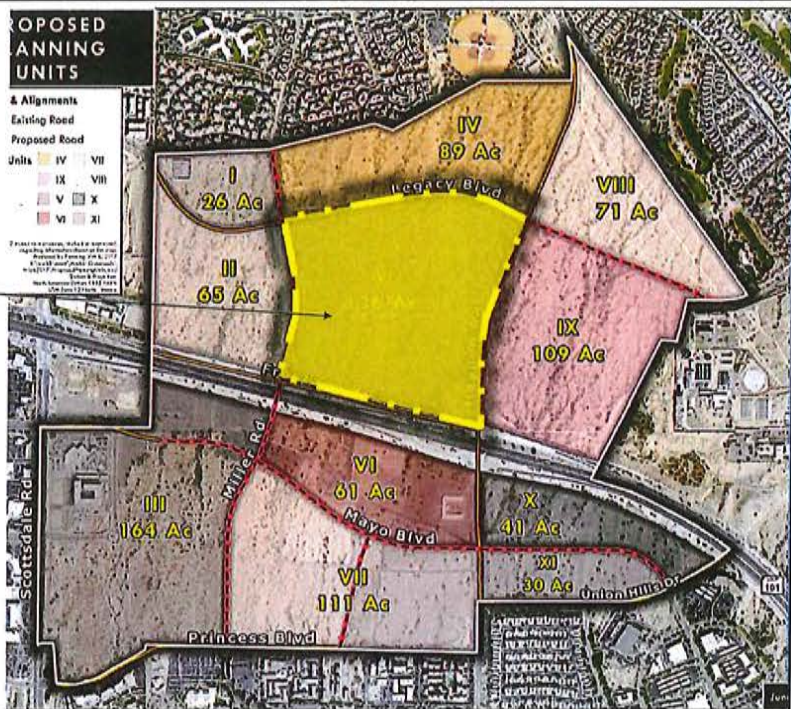 OPOSED
ANNING
UNITS
& Alignments
Existing Road
Proposed Road
Units
IV
VII
IX
VIII
V
X
VI
XI
IV
89 Ac
I
26 Ac
Legacy Blvd
VIII
71 Ac
II
65 Ac
IX
109 Ac
Scottsdale Rd
Miller Rd
VI
61 Ac
III
164 Ac
Mayo Blvd
X
41 Ac
VII
111 Ac
XI
30 Ac
Union Hills Dr
101
Princess Blvd